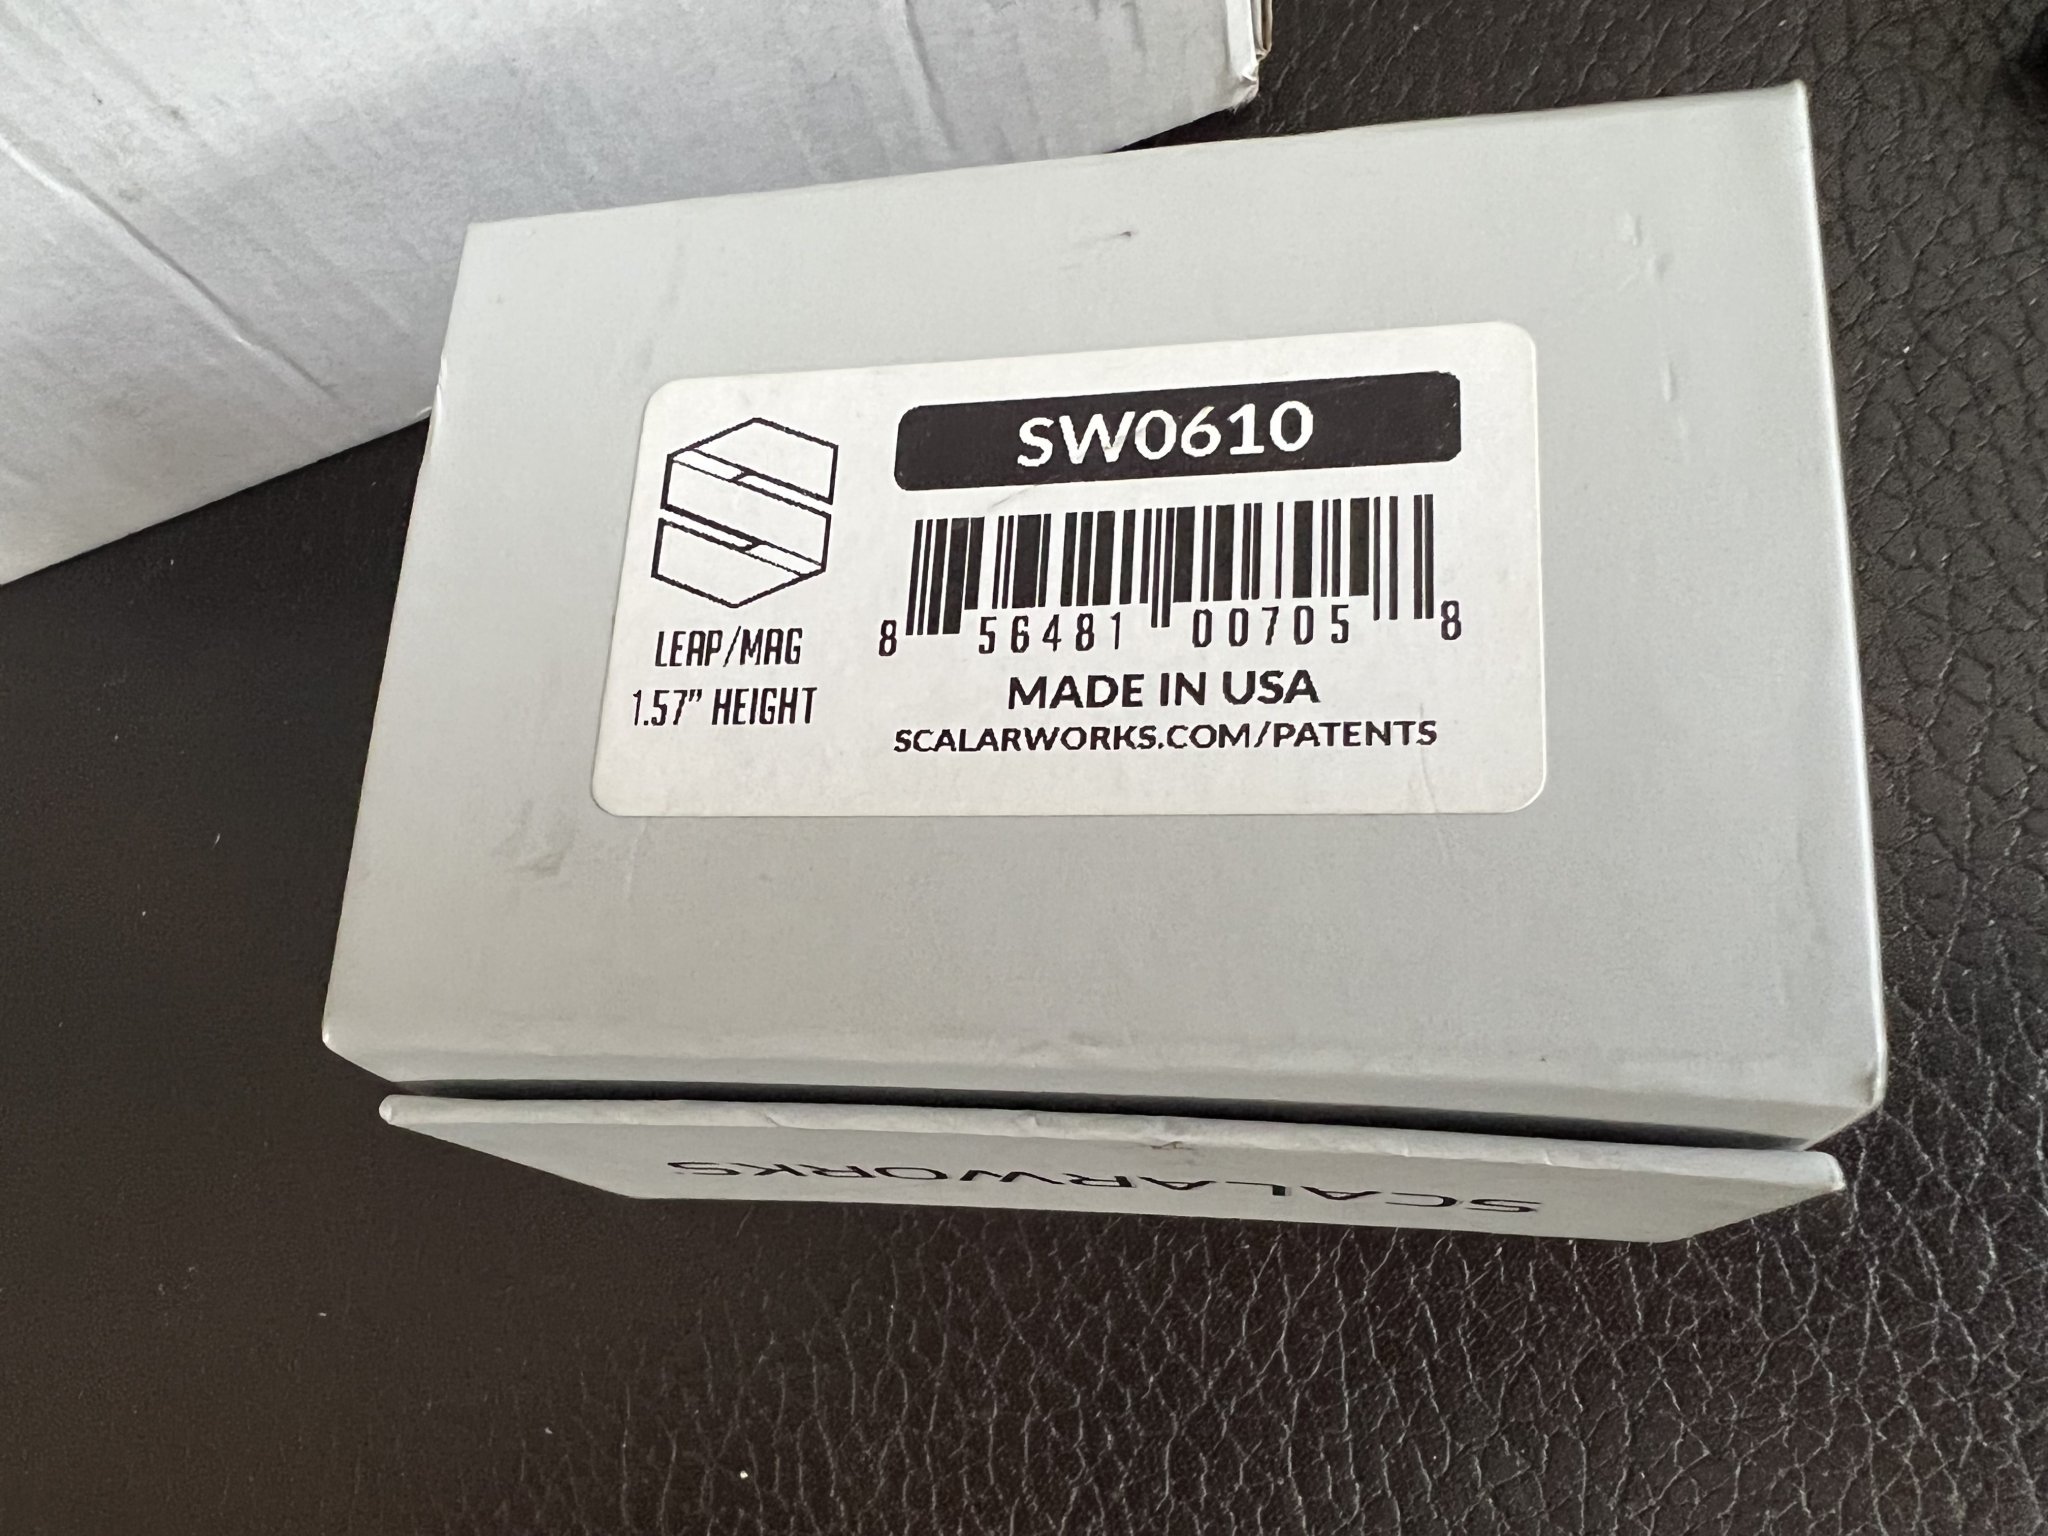 SW0610
8 56481 00705 8
LEAP/MAG
1.57" HEIGHT
MADE IN USA
SCALARWORKS.COM/PATENTS
SCALARWORKS